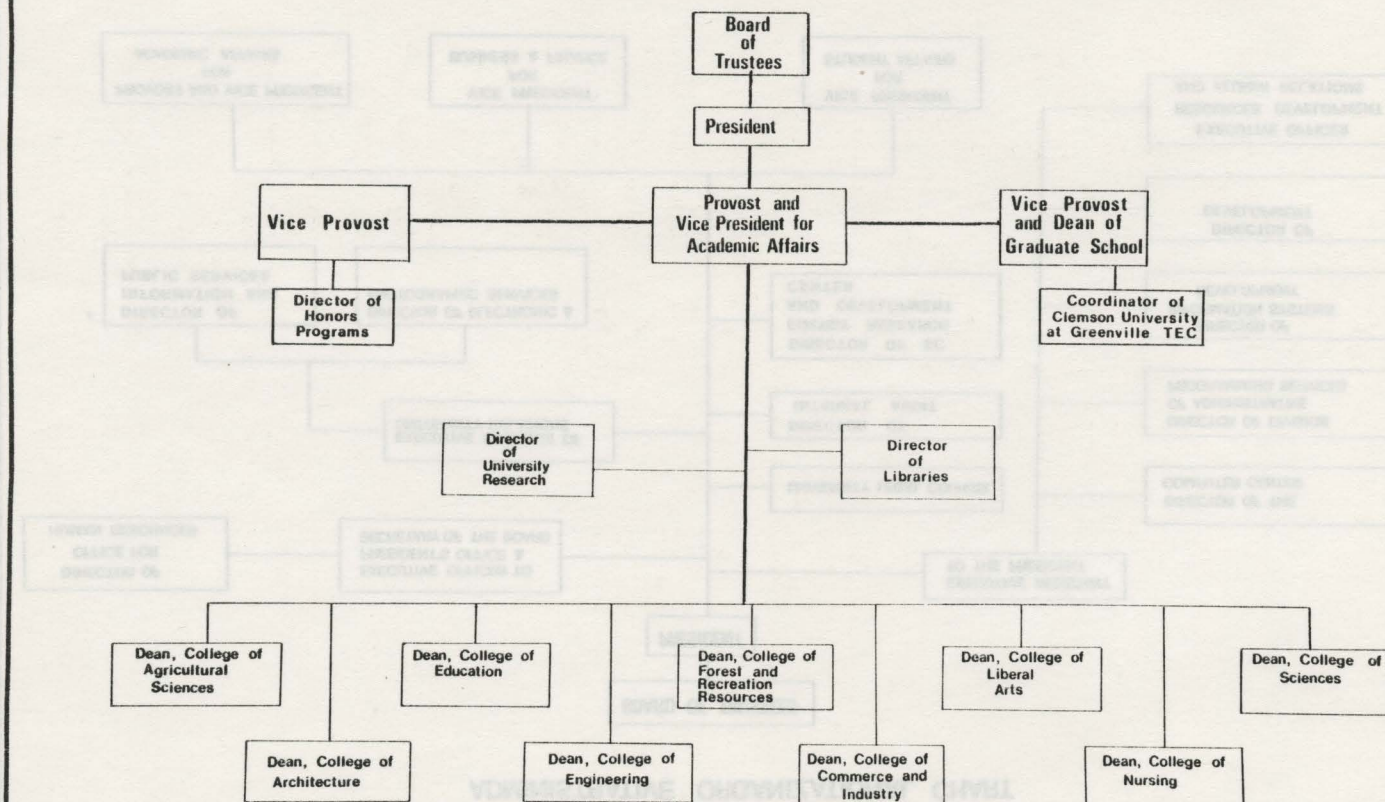 Board
of
Trustees
President
Vice Provost
Provost and
Vice President for
Academic Affairs
Vice Provost
and Dean of
Graduate School
Director of
Honors
Programs
Coordinator of
Clemson University
at Greenville TEC
Director
of
University
Research
Director
of
Libraries
Dean, College of
Agricultural
Sciences
Dean, College of
Education
Dean, College of
Forest and
Recreation
Resources
Dean, College of
Liberal
Arts
Dean, College of
Sciences
Dean, College of
Architecture
Dean, College of
Engineering
Dean, College of
Commerce and
Industry
Dean, College of
Nursing